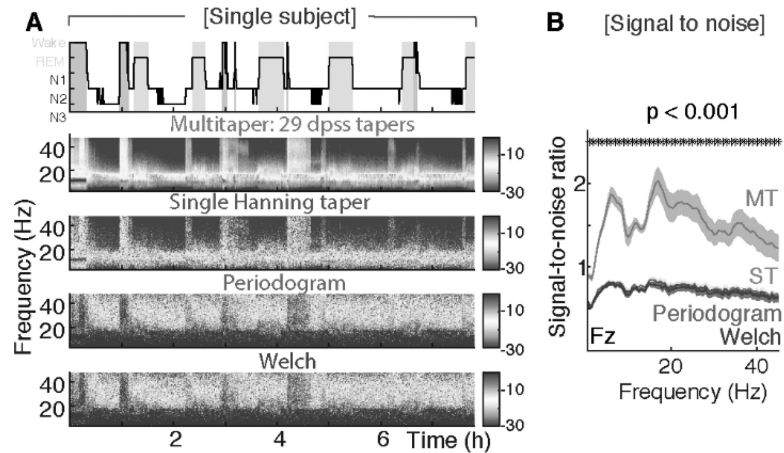 A
[Single subject]
B
[Signal to noise]
Wake
REM
N1
N2
N3
Multitaper: 29 dpss tapers
40
20
-10
-30
Single Hanning taper
40
20
-10
-30
Periodogram
40
20
-10
-30
Welch
40
20
-10
-30
Frequency (Hz)
2
4
6
Time (h)
p < 0.001
Signal-to-noise ratio
2
1
MT
ST
Periodogram
Fz
Welch
20
40
Frequency (Hz)